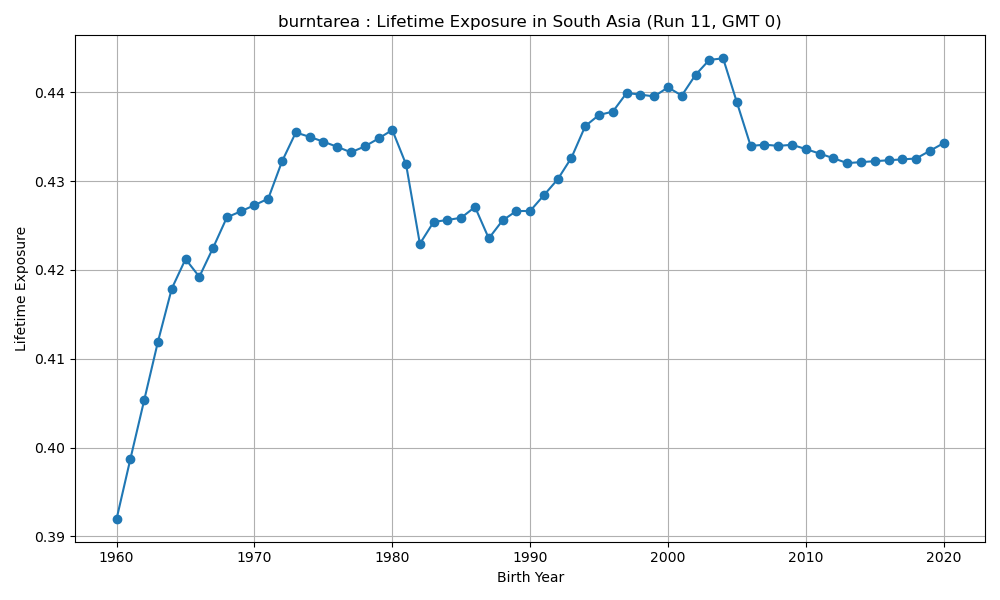 burntarea : Lifetime Exposure in South Asia (Run 11, GMT 0)
Lifetime Exposure
0.44
0.43
0.42
0.41
0.40
0.39
1960 1970 1980 1990 2000 2010 2020
Birth Year